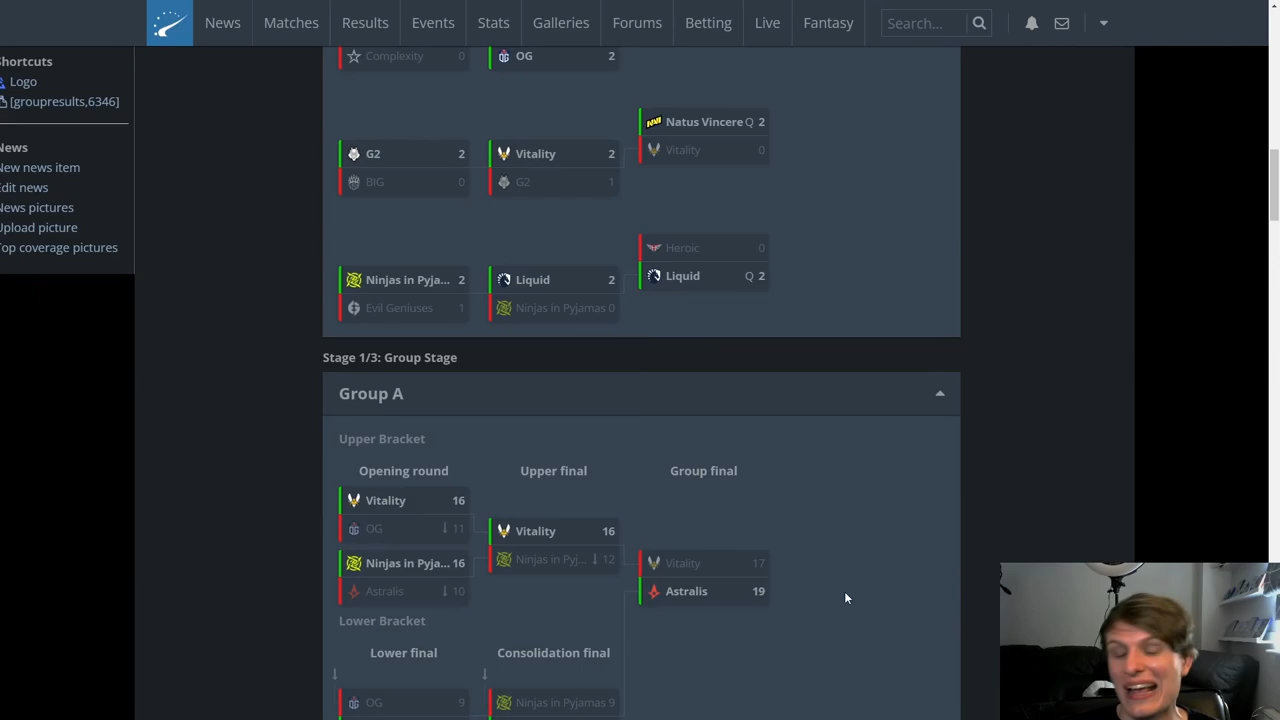 News
Matches
Results
Events
Stats
Galleries
Forums
Betting
Live
Fantasy
Search...
Shortcuts
Logo
[groupresults,6346]
News
New news item
Edit news
News pictures
Upload picture
Top coverage pictures
Complexity 0
OG 2
Natus Vincere Q 2
Vitality 0
G2 2
BIG 0
Vitality 2
G2 1
Heroic 0
Liquid Q 2
Ninjas in Pyja... 2
Evil Geniuses 1
Liquid 2
Ninjas in Pyjamas 0
Stage 1/3: Group Stage
Group A
Upper Bracket
Opening round
Upper final
Group final
Vitality 16
OG ↓ 11
Ninjas in Pyja... 16
Astralis ↓ 10
Vitality 16
Ninjas in Pyj... ↓ 12
Vitality 17
Astralis 19
Lower Bracket
Lower final
Consolidation final
OG 9
Ninjas in Pyjamas 9